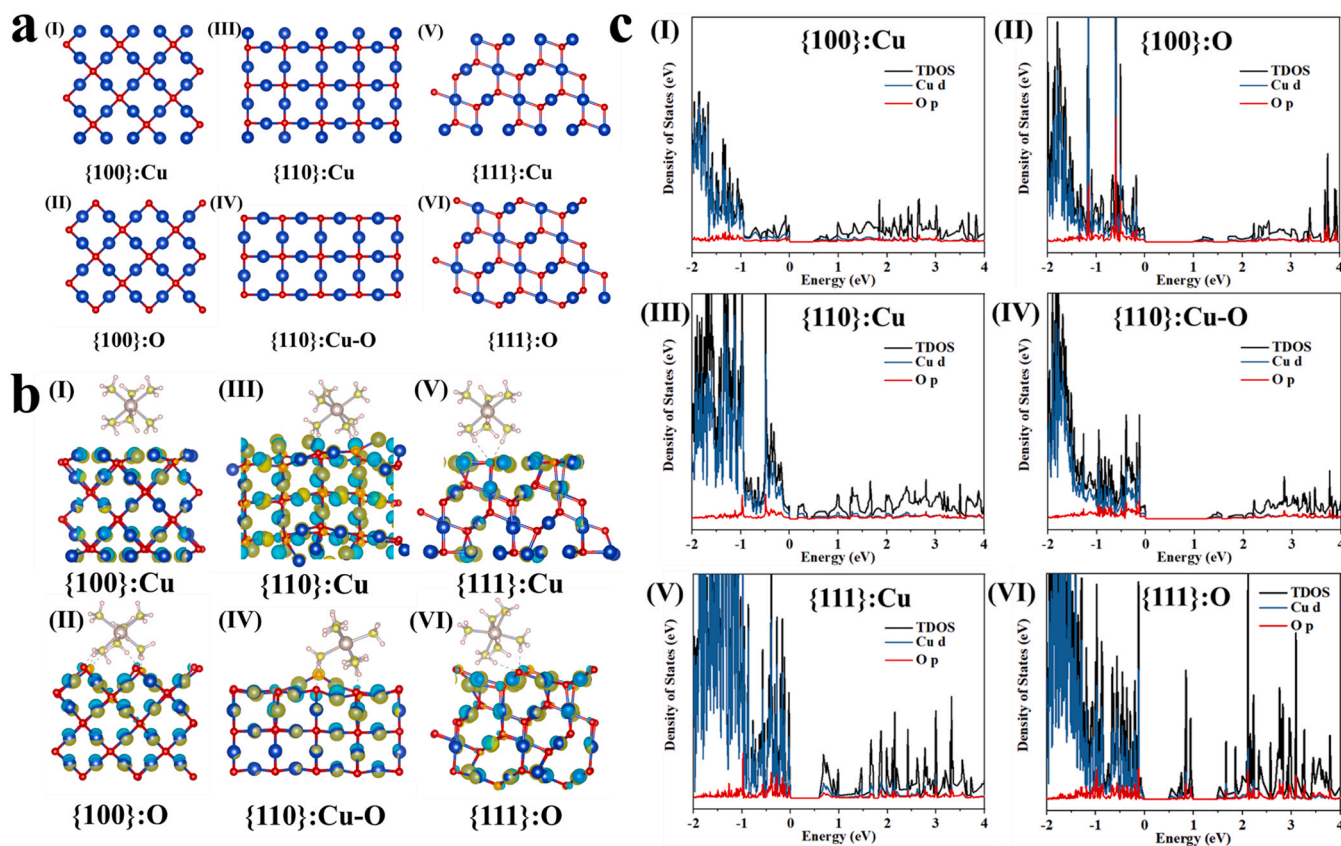 a
(I)
(III)
(V)
{100}:Cu
{110}:Cu
{111}:Cu
(II)
(IV)
(VI)
{100}:O
{110}:Cu-O
{111}:O
b
(I)
(III)
(V)
{100}:Cu
{110}:Cu
{111}:Cu
(II)
(IV)
(VI)
{100}:O
{110}:Cu-O
{111}:O
c
(I)
{100}:Cu
TDOS
Cu d
O p
Density of States (eV)
-2 -1 0 1 2 3 4
Energy (eV)
(II)
{100}:O
TDOS
Cu d
O p
Density of States (eV)
-2 -1 0 1 2 3 4
Energy (eV)
(III)
{110}:Cu
TDOS
Cu d
O p
Density of States (eV)
-2 -1 0 1 2 3 4
Energy (eV)
(IV)
{110}:Cu-O
TDOS
Cu d
O p
Density of States (eV)
-2 -1 0 1 2 3 4
Energy (eV)
(V)
{111}:Cu
TDOS
Cu d
O p
Density of States (eV)
-2 -1 0 1 2 3 4
Energy (eV)
(VI)
{111}:O
TDOS
Cu d
O p
Density of States (eV)
-2 -1 0 1 2 3 4
Energy (eV)